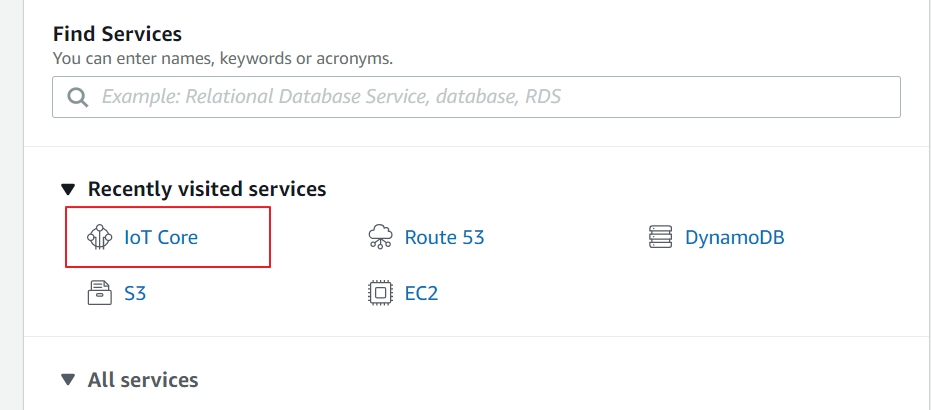 Find Services
You can enter names, keywords or acronyms.
Example: Relational Database Service, database, RDS
Recently visited services
IoT Core
Route 53
DynamoDB
S3
EC2
All services